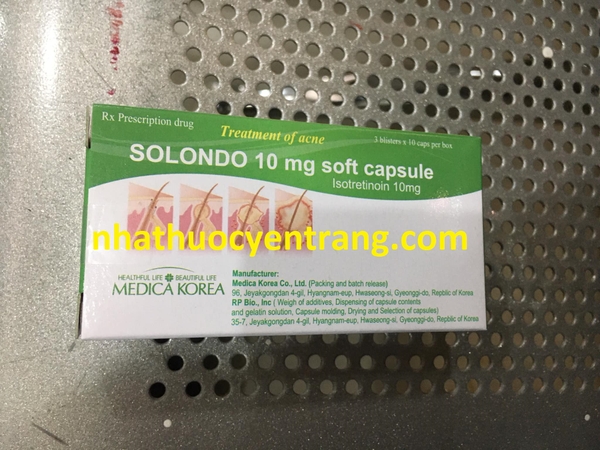 Rx Prescription drug
Treatment of acne
3 blisters x 10 caps per box
SOLONDO 10 mg soft capsule
Isotretinoin 10mg
nhathuocyentrang.com
HEALTHFUL LIFE BEAUTIFUL LIFE
MEDICA KOREA
Manufacturer:
Medica Korea Co., Ltd. (Packing and batch release)
96, Jeyakgongdan 4-gil, Hyangnam-eup, Hwaseong-si, Gyeonggi-do, Repblic of Korea
RP Bio., Inc ( Weigh of additives, Dispensing of capsule contents
and gelatin solution, Capsule molding, Drying and Selection of capsules)
35-7, Jeyakgongdan 4-gil, Hyangnam-eup, Hwaseong-si, Gyeonggi-do, Repblic of Korea